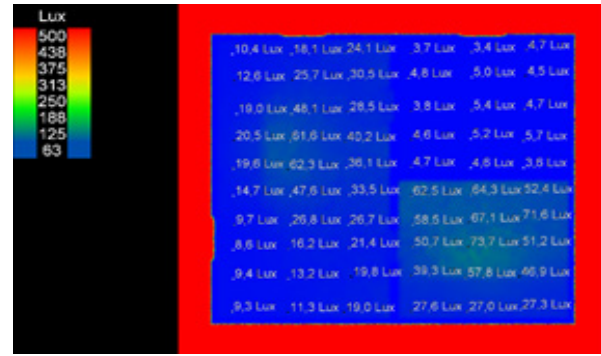 Lux
500
438
375
313
250
188
125
63
,10,4 Lux ,18,1 Lux 24,1 Lux ,3,7 Lux ,3,4 Lux ,4,7 Lux
,12,6 Lux ,25,7 Lux ,30,5 Lux ,4,8 Lux ,5,0 Lux ,4,5 Lux
,19,0 Lux ,48,1 Lux ,28,5 Lux ,3,8 Lux ,5,4 Lux ,4,7 Lux
,20,5 Lux ,61,6 Lux ,40,2 Lux ,4,6 Lux ,5,2 Lux ,5,7 Lux
,19,6 Lux ,62,3 Lux ,36,1 Lux ,4,7 Lux ,4,6 Lux ,3,6 Lux
,14,7 Lux ,47,6 Lux ,33,5 Lux ,62,5 Lux ,64,3 Lux 52,4 Lux
,9,7 Lux ,26,8 Lux ,26,7 Lux ,58,5 Lux ,67,1 Lux 71,6 Lux
,8,6 Lux ,16,2 Lux ,21,4 Lux ,50,7 Lux ,73,7 Lux 51,2 Lux
,9,4 Lux ,13,2 Lux ,19,8 Lux ,39,3 Lux 57,8 Lux 46,9 Lux
,9,3 Lux 11,3 Lux 19,0 Lux ,27,6 Lux ,27,0 Lux ,27,3 Lux